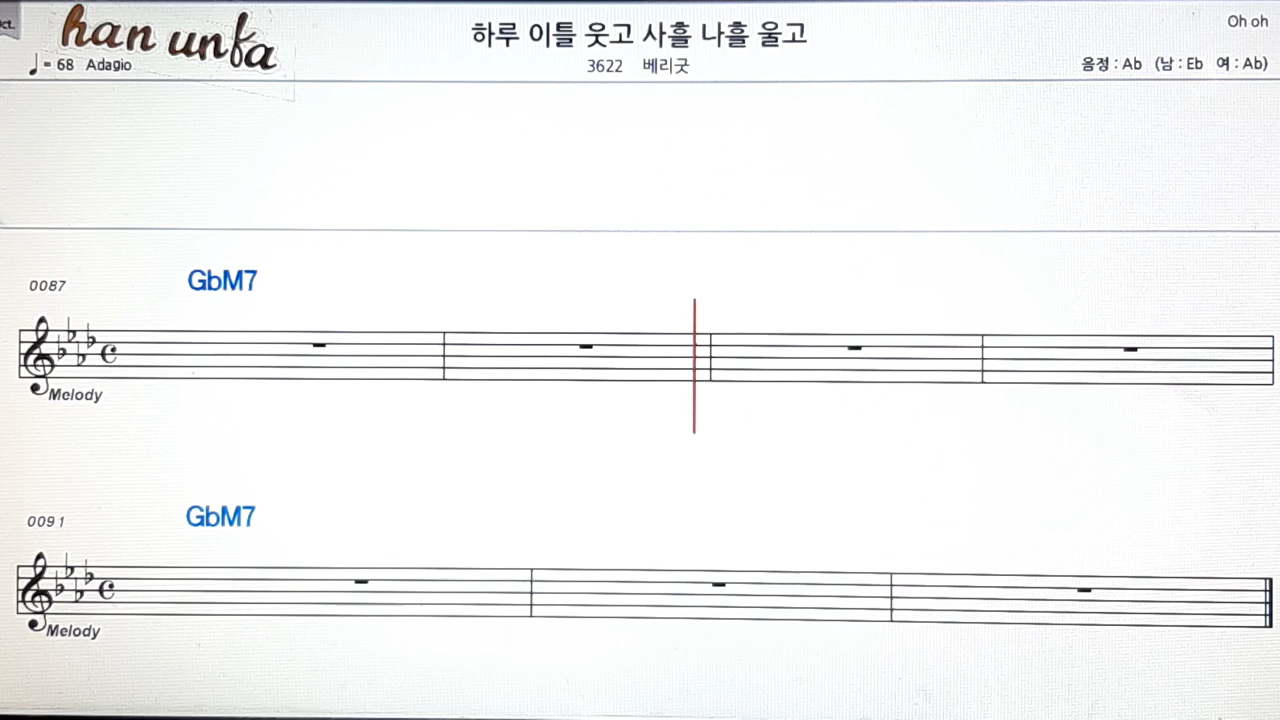 ct.
han unfa
하루 이틀 웃고 사흘 나흘 울고
Oh oh
♩= 68 Adagio
3622 베리굿
음정 : Ab (남 : Eb 여 : Ab)
0087
GbM7
Melody
0091
GbM7
Melody